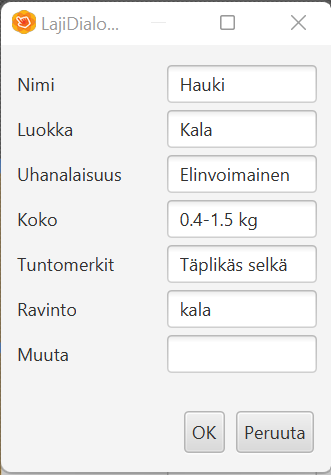 LajiDialo...
Nimi Hauki
Luokka Kala
Uhanalaisuus Elinvoimainen
Koko 0.4-1.5 kg
Tuntomerkit Täplikäs selkä
Ravinto kala
Muuta
OK Peruuta